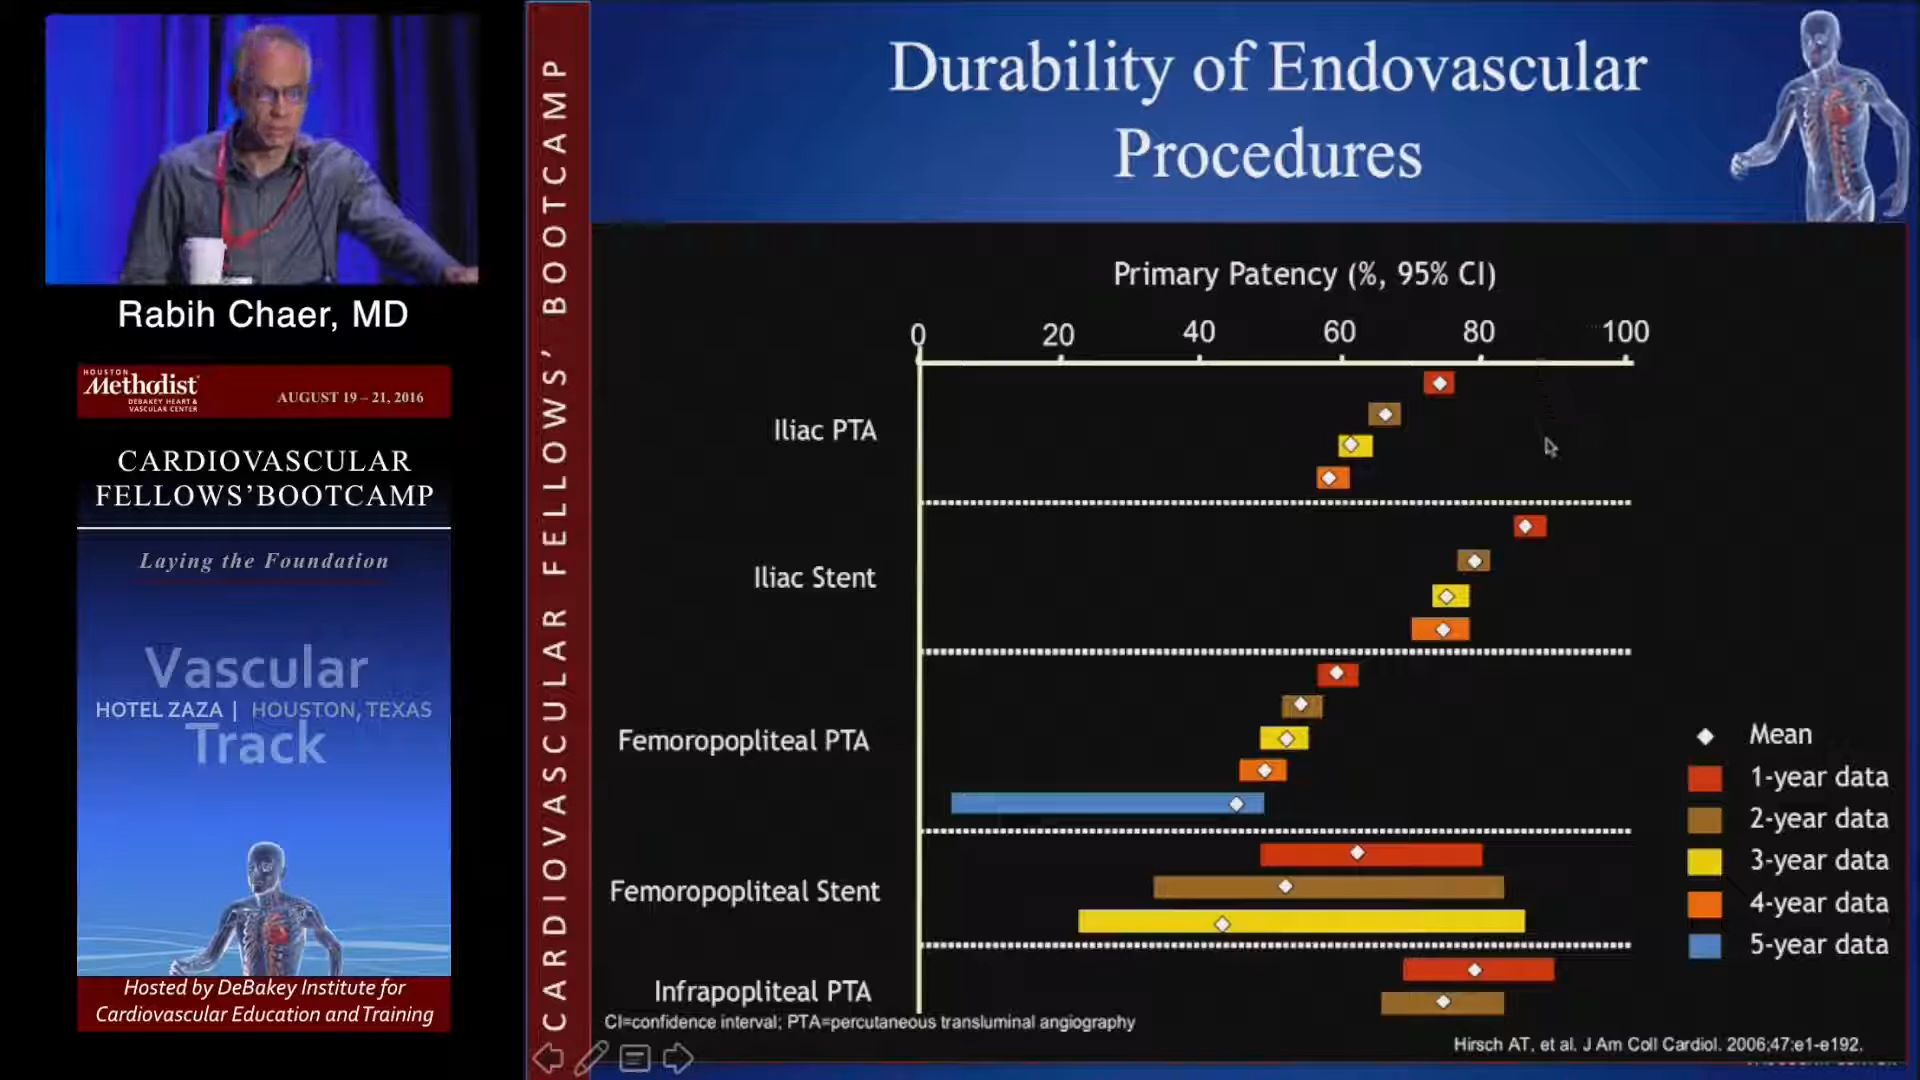 Rabih Chaer, MD
HOUSTON
Methodist
DEBAKEY HEART &
VASCULAR CENTER
AUGUST 19 – 21, 2016
CARDIOVASCULAR
FELLOWS'BOOTCAMP
Laying the Foundation
Vascular
HOTEL ZAZA | HOUSTON, TEXAS
Track
Hosted by DeBakey Institute for
Cardiovascular Education and Training
CARDIOVASCULAR FELLOWS' BOOTCAMP
Durability of Endovascular
Procedures
Primary Patency (%, 95% CI)
0 20 40 60 80 100
Iliac PTA
Iliac Stent
Femoropopliteal PTA
Femoropopliteal Stent
Infrapopliteal PTA
Mean
1-year data
2-year data
3-year data
4-year data
5-year data
CI=confidence interval; PTA=percutaneous transluminal angiography
Hirsch AT, et al. J Am Coll Cardiol. 2006;47:e1-e192.